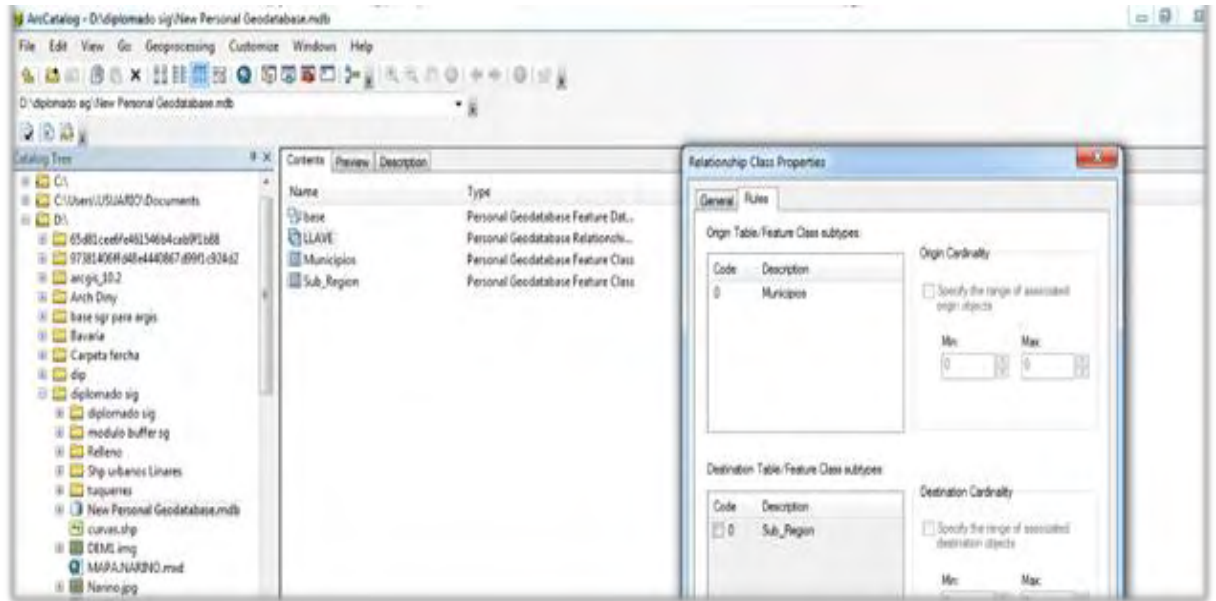 ArcCatalog - D:\diplomado sig\New Personal Geodatabase.mdb
File Edit View Go Geoprocessing Customize Windows Help
D:\diplomado sig\New Personal Geodatabase.mdb
Catalog Tree
C:\
C:\Users\USUARIO\Documents
D:\
arcgis_10.2
Arch Diny
base sgr para argis
Bavaria
Carpeta fercha
dip
diplomado sig
diplomado sig
modulo buffer sg
Relleno
Shp urbanos Linares
tuquerres
New Personal Geodatabase.mdb
curvas.shp
DEM1.img
MAPA.NARINO.mxd
Narino.jpg
Contents Preview Description
Name Type
base Personal Geodatabase Feature Dat...
LLAVE Personal Geodatabase Relationshi...
Municipios Personal Geodatabase Feature Class
Sub_Region Personal Geodatabase Feature Class
Relationship Class Properties
General Rules
Origin Table/Feature Class subtypes:
Code Description
0 Municipios
Origin Cardinality
Specify the range of associated
origin objects
Min: Max:
0 0
Destination Table/Feature Class subtypes:
Code Description
0 Sub_Region
Destination Cardinality
Specify the range of associated
destination objects
Min: Max: